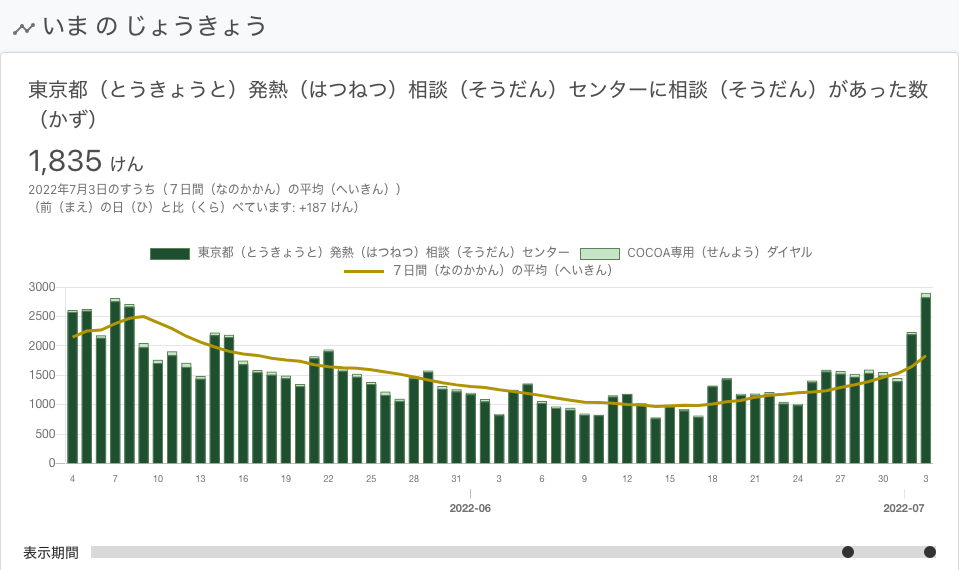 いま の じょうきょう
東京都（とうきょうと）発熱（はつねつ）相談（そうだん）センターに相談（そうだん）があった数
（かず）
1,835 けん
2022年7月3日のすうち（７日間（なのかかん）の平均（へいきん））
（前（まえ）の日（ひ）と比（くら）べています: +187 けん）
東京都（とうきょうと）発熱（はつねつ）相談（そうだん）センター COCOA専用（せんよう）ダイヤル
７日間（なのかかん）の平均（へいきん）
3000
2500
2000
1500
1000
500
0
4 7 10 13 16 19 22 25 28 31 3 6 9 12 15 18 21 24 27 30 3
2022-06 2022-07
表示期間